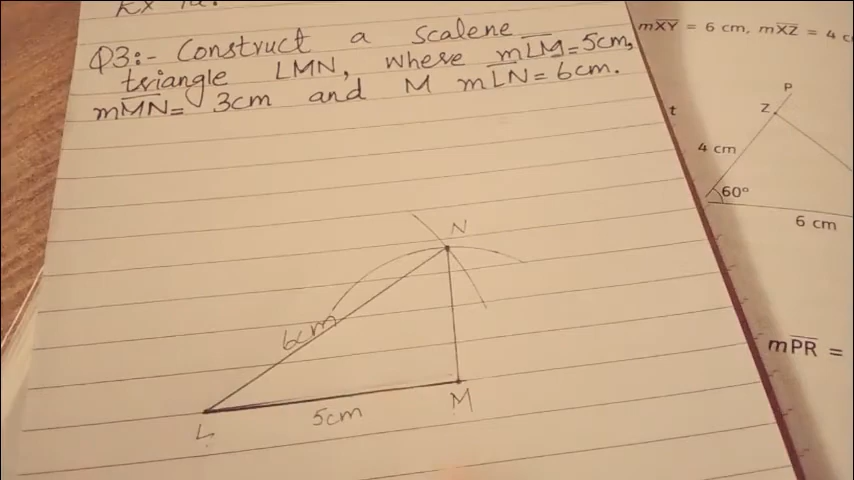 Q3:- Construct a scalene
triangle LMN, where mLM=5cm,
mMN= 3cm and M mLN= 6cm.
N
6cm
5cm
M
L
mXY = 6 cm, mXZ = 4 c
P
Z
t
4 cm
60°
6 cm
mPR =